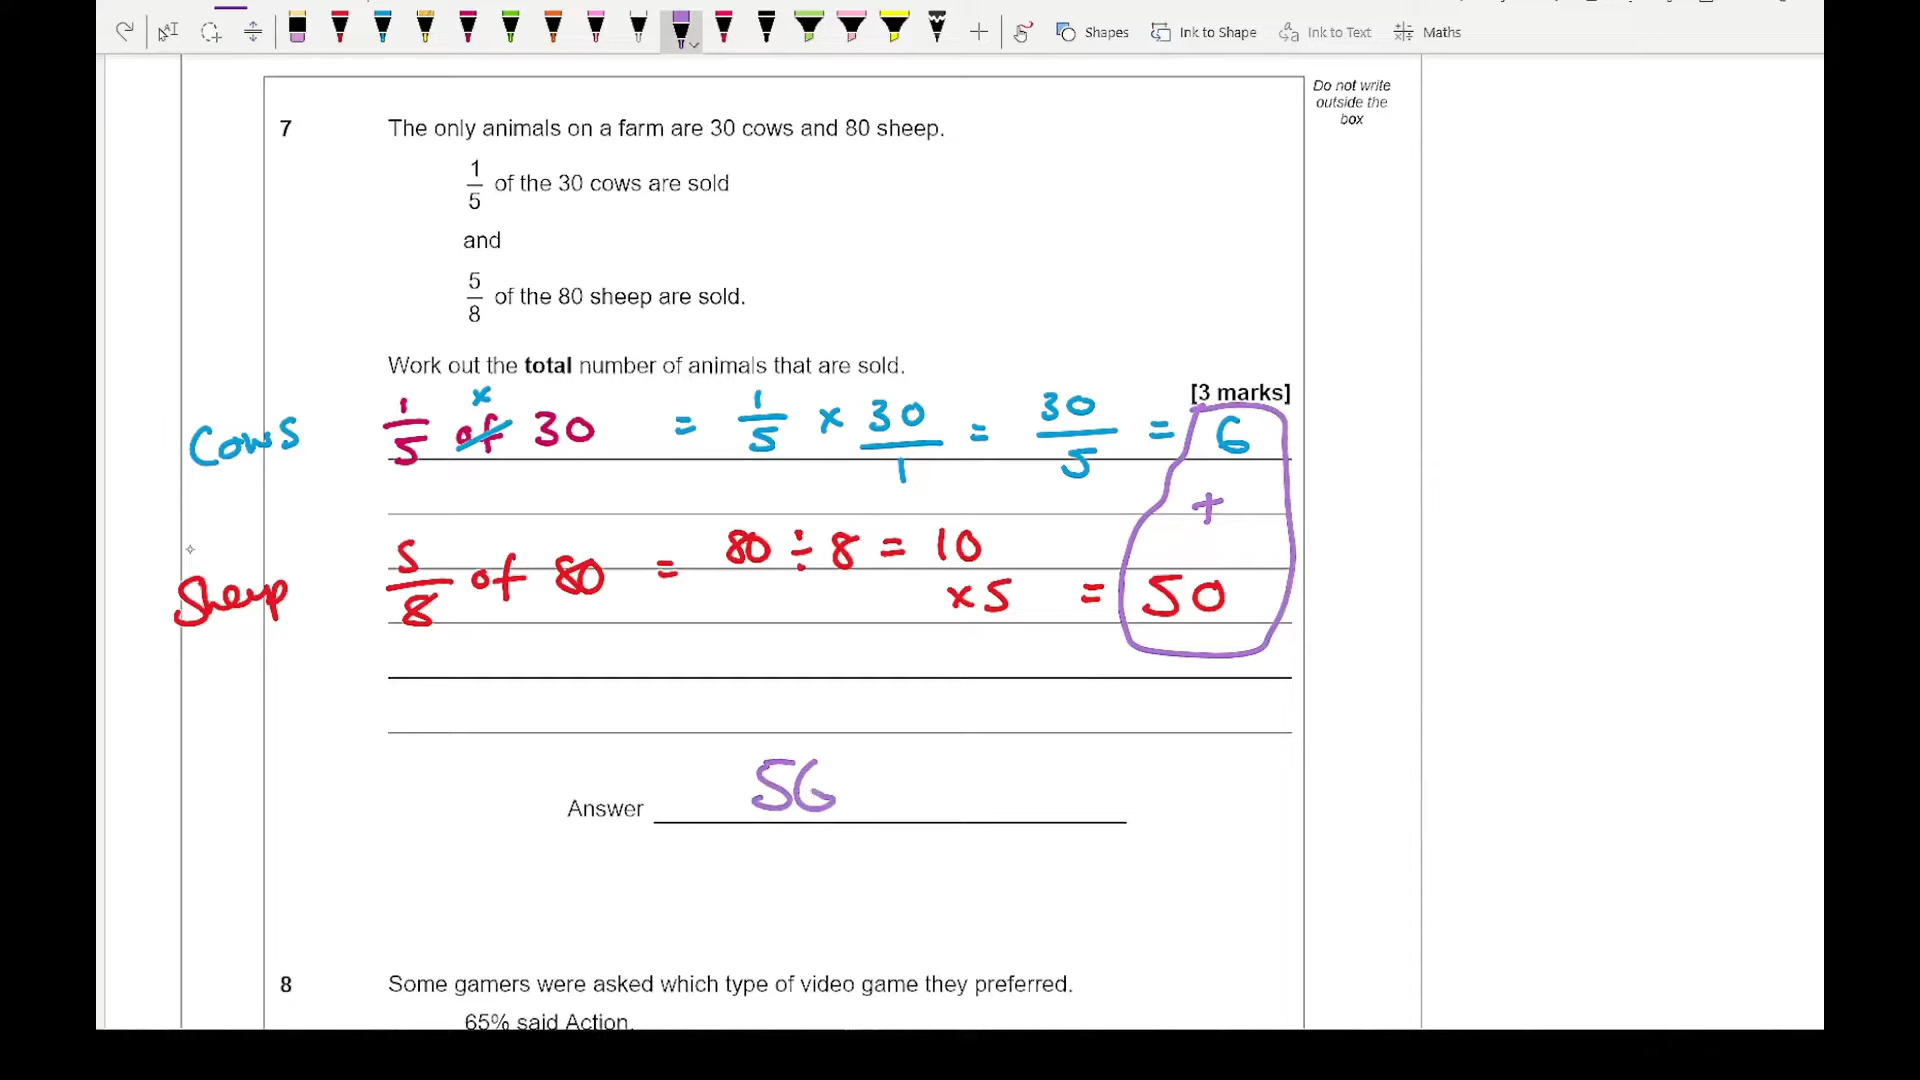 Shapes Ink to Shape Ink to Text Maths
Do not write
outside the
box
7 The only animals on a farm are 30 cows and 80 sheep.
1/5 of the 30 cows are sold
and
5/8 of the 80 sheep are sold.
Work out the total number of animals that are sold.
[3 marks]
Cows 1/5 of × 30 = 1/5 × 30/1 = 30/5 = 6
+
Sheep 5/8 of 80 = 80 ÷ 8 = 10
×5 = 50
Answer 56
8 Some gamers were asked which type of video game they preferred.
65% said Action.